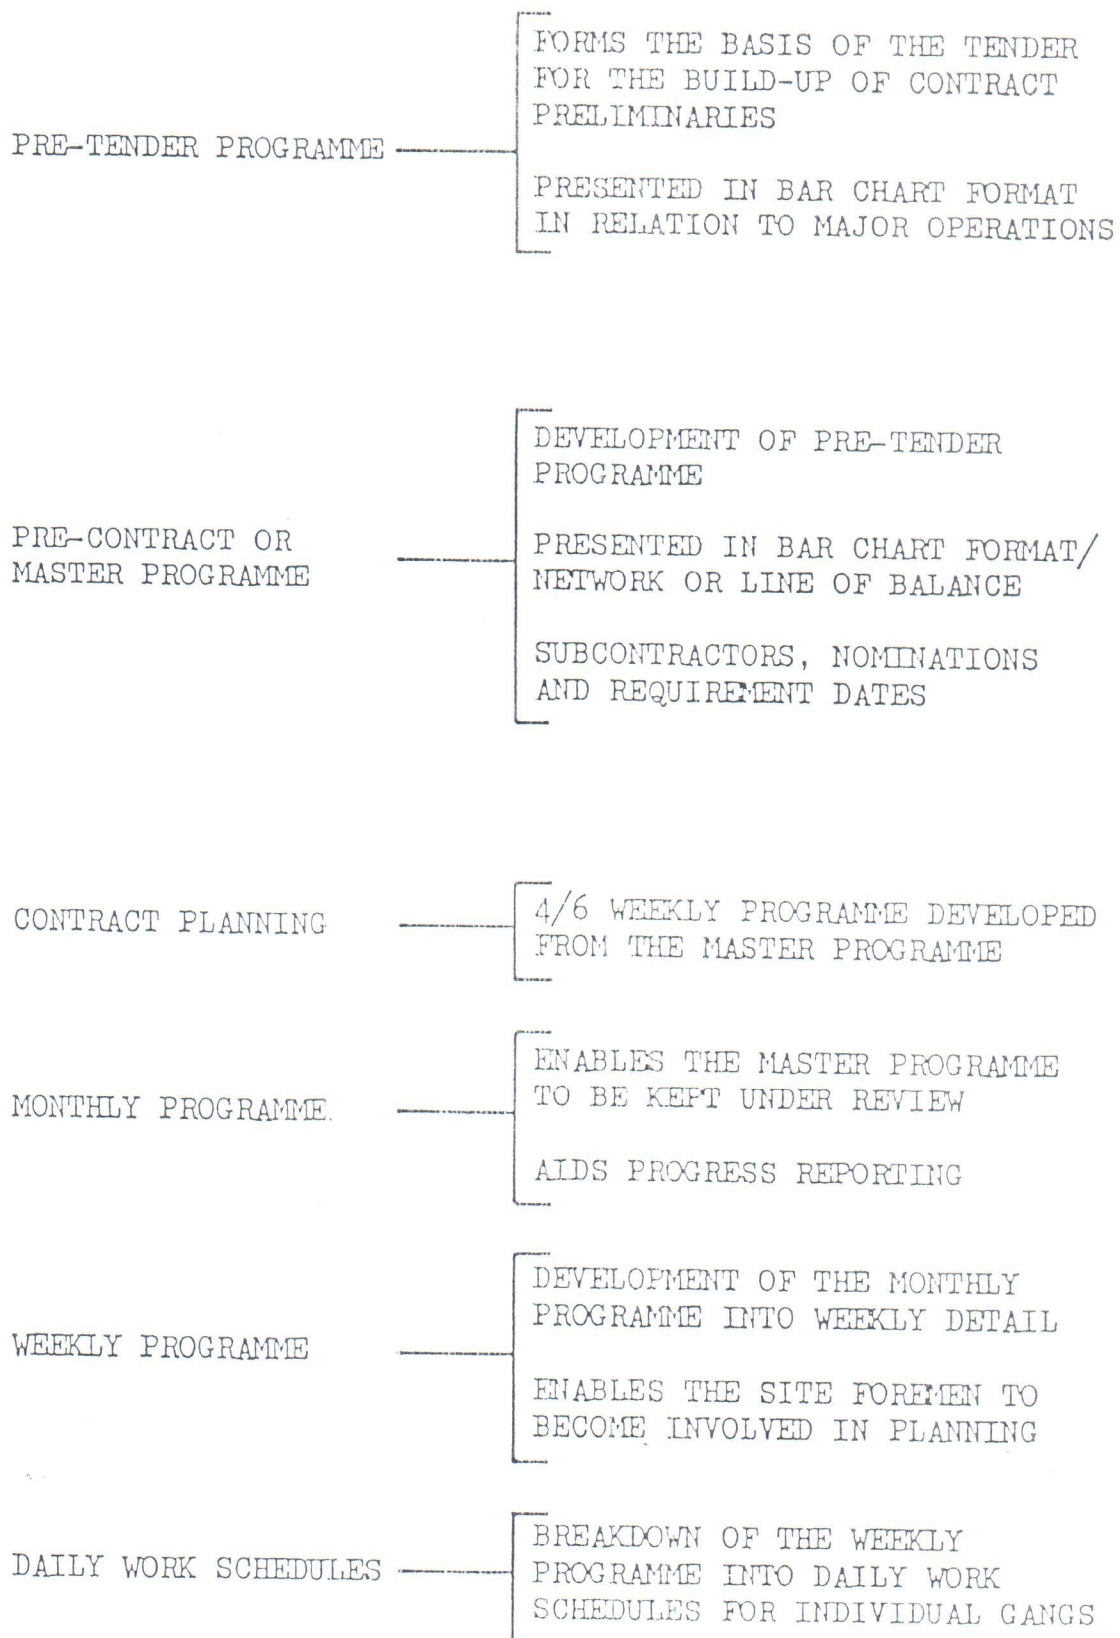 PRE-TENDER PROGRAMME
FORMS THE BASIS OF THE TENDER
FOR THE BUILD-UP OF CONTRACT
PRELIMINARIES
PRESENTED IN BAR CHART FORMAT
IN RELATION TO MAJOR OPERATIONS
PRE-CONTRACT OR
MASTER PROGRAMME
DEVELOPMENT OF PRE-TENDER
PROGRAMME
PRESENTED IN BAR CHART FORMAT/
NETWORK OR LINE OF BALANCE
SUBCONTRACTORS, NOMINATIONS
AND REQUIREMENT DATES
CONTRACT PLANNING
4/6 WEEKLY PROGRAMME DEVELOPED
FROM THE MASTER PROGRAMME
MONTHLY PROGRAMME.
ENABLES THE MASTER PROGRAMME
TO BE KEPT UNDER REVIEW
AIDS PROGRESS REPORTING
WEEKLY PROGRAMME
DEVELOPMENT OF THE MONTHLY
PROGRAMME INTO WEEKLY DETAIL
ENABLES THE SITE FOREMEN TO
BECOME INVOLVED IN PLANNING
DAILY WORK SCHEDULES
BREAKDOWN OF THE WEEKLY
PROGRAMME INTO DAILY WORK
SCHEDULES FOR INDIVIDUAL GANGS